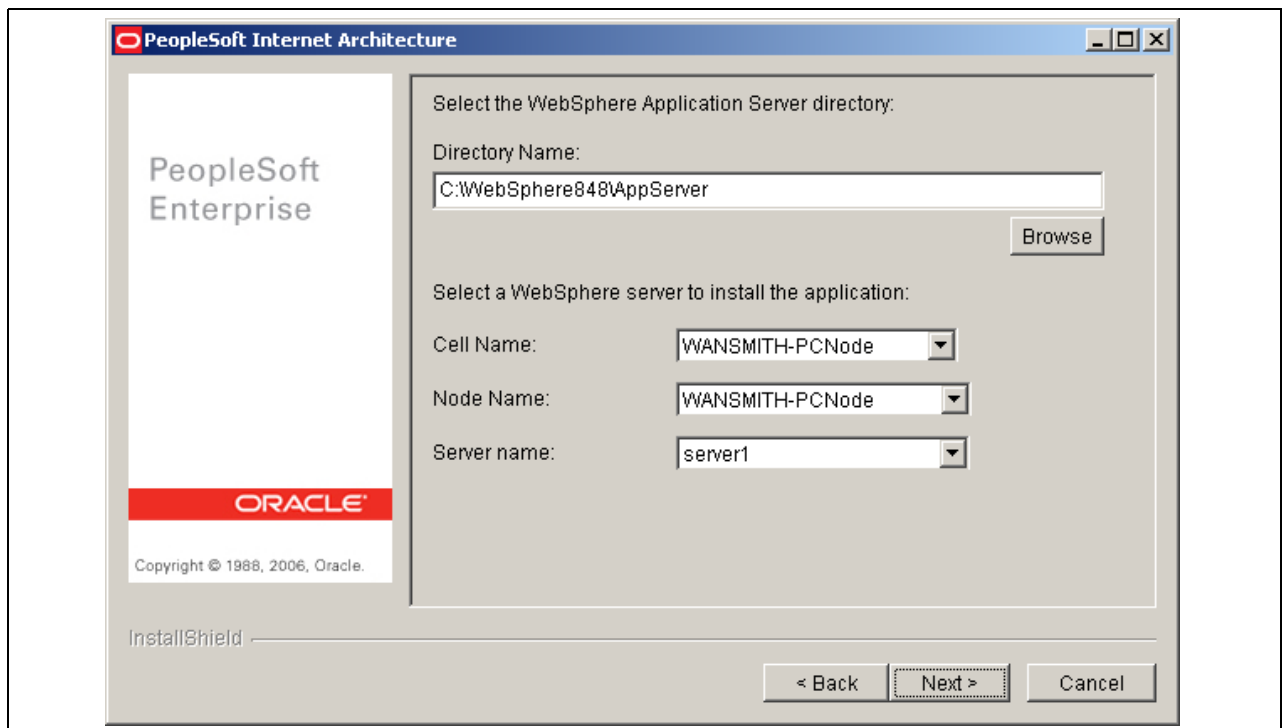 PeopleSoft Internet Architecture
PeopleSoft
Enterprise
ORACLE
Copyright © 1988, 2006, Oracle.
Select the WebSphere Application Server directory:
Directory Name:
C:\WebSphere848\AppServer
Browse
Select a WebSphere server to install the application:
Cell Name: WANSMITH-PCNode
Node Name: WANSMITH-PCNode
Server name: server1
InstallShield
< Back Next > Cancel